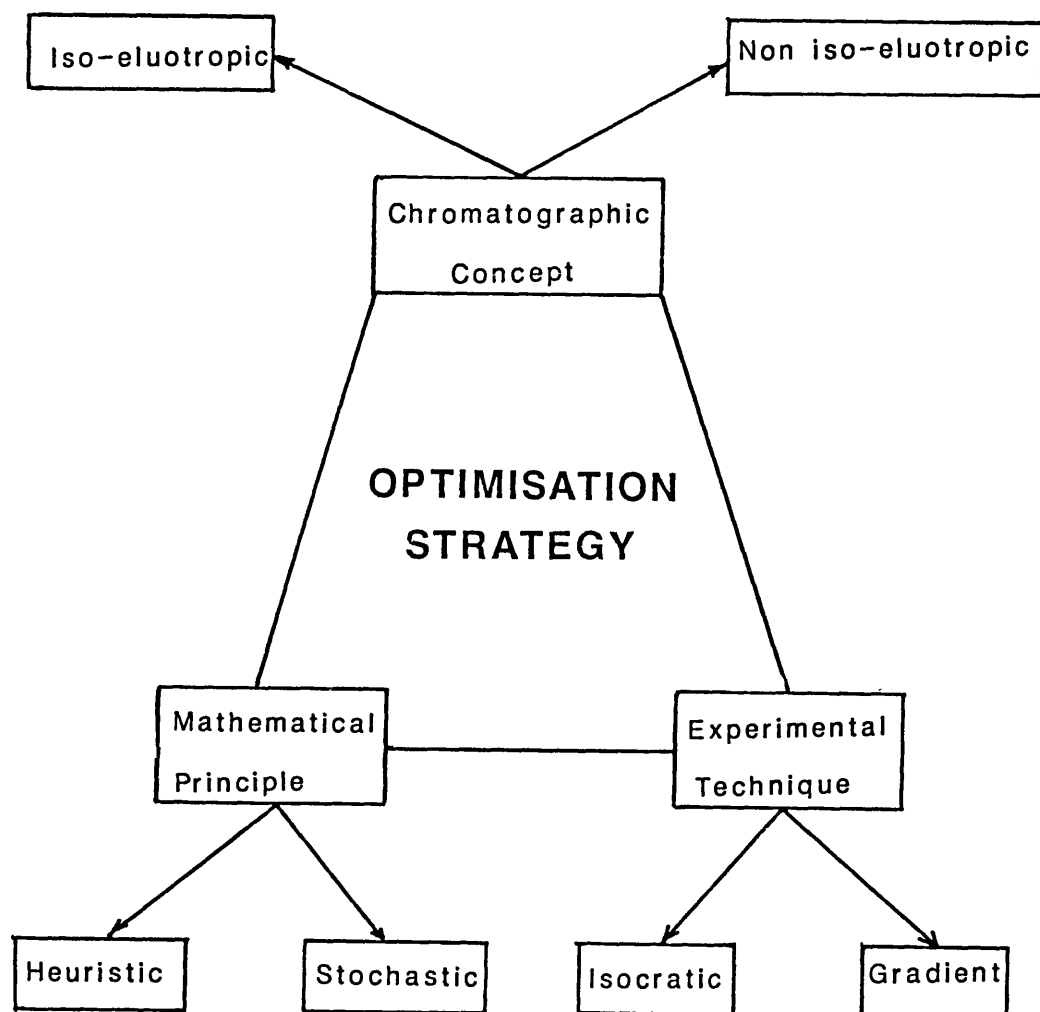 Iso-eluotropic
Non iso-eluotropic
Chromatographic
Concept
OPTIMISATION
STRATEGY
Mathematical
Principle
Experimental
Technique
Heuristic
Stochastic
Isocratic
Gradient